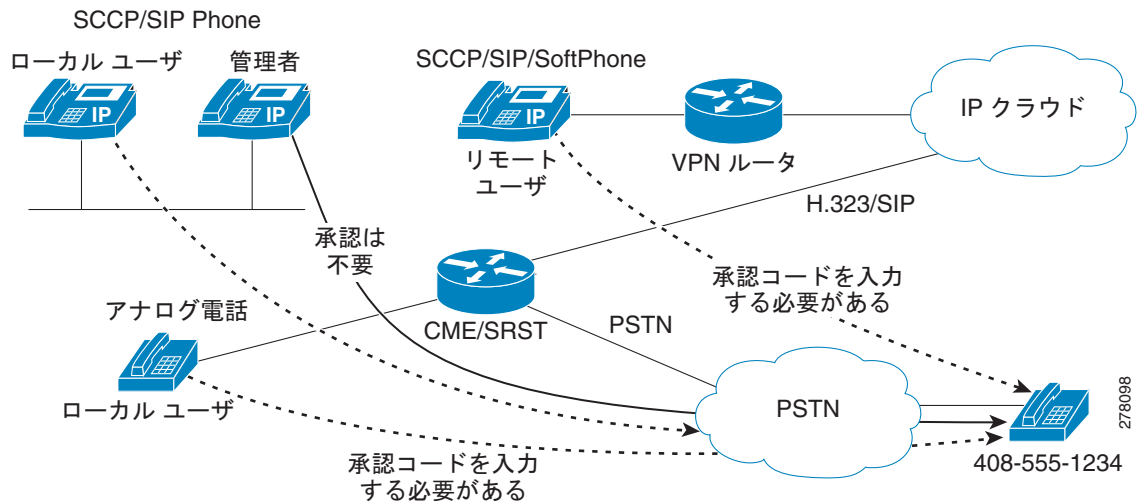 SCCP/SIP Phone
ローカル ユーザ
管理者
IP
IP
SCCP/SIP/SoftPhone
IP
リモート
ユーザ
VPN ルータ
IP クラウド
H.323/SIP
承認は
不要
承認コードを入力
する必要がある
アナログ電話
CME/SRST
PSTN
ローカル ユーザ
PSTN
承認コードを入力
する必要がある
408-555-1234
278098